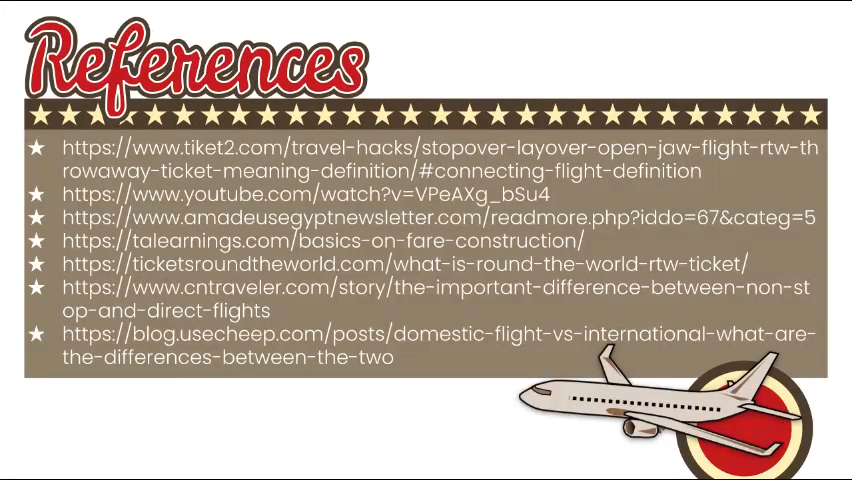 References
https://www.tiket2.com/travel-hacks/stopover-layover-open-jaw-flight-rtw-th
rowaway-ticket-meaning-definition/#connecting-flight-definition
https://www.youtube.com/watch?v=VPeAXg_bSu4
https://www.amadeusegyptnewsletter.com/readmore.php?iddo=67&categ=5
https://talearnings.com/basics-on-fare-construction/
https://ticketsroundtheworld.com/what-is-round-the-world-rtw-ticket/
https://www.cntraveler.com/story/the-important-difference-between-non-st
op-and-direct-flights
https://blog.usecheep.com/posts/domestic-flight-vs-international-what-are-
the-differences-between-the-two